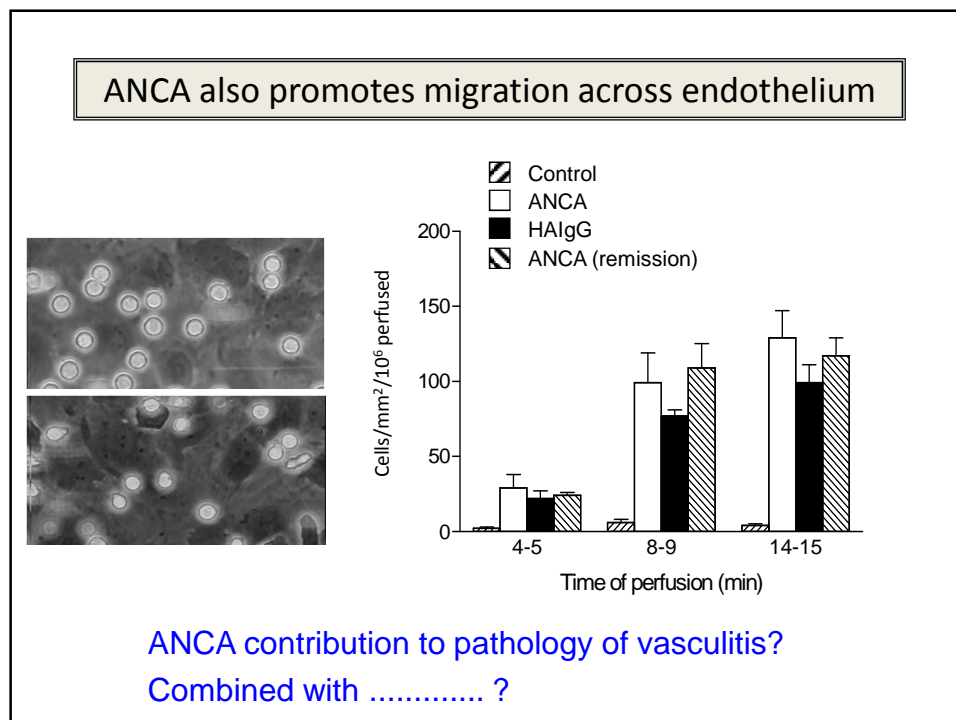 ANCA also promotes migration across endothelium
Control
ANCA
HAIgG
ANCA (remission)
200
150
100
50
0
Cells/mm²/10⁶ perfused
4-5 8-9 14-15
Time of perfusion (min)
ANCA contribution to pathology of vasculitis?
Combined with ............. ?